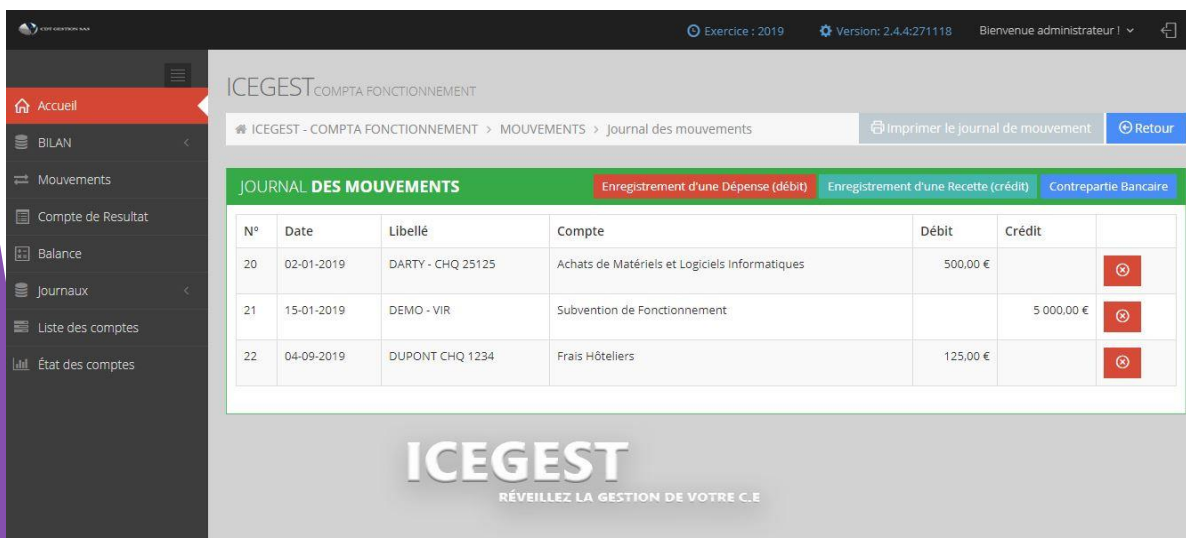 CDT GESTION SAS
Exercice : 2019 Version: 2.4.4:271118 Bienvenue administrateur !
Accueil
BILAN
Mouvements
Compte de Resultat
Balance
Journaux
Liste des comptes
État des comptes
ICEGEST COMPTA FONCTIONNEMENT
ICEGEST - COMPTA FONCTIONNEMENT > MOUVEMENTS > Journal des mouvements Imprimer le journal de mouvement Retour
JOURNAL DES MOUVEMENTS Enregistrement d'une Dépense (débit) Enregistrement d'une Recette (crédit) Contrepartie Bancaire
N° Date Libellé Compte Débit Crédit
20 02-01-2019 DARTY - CHQ 25125 Achats de Matériels et Logiciels Informatiques 500,00 €
21 15-01-2019 DEMO - VIR Subvention de Fonctionnement 5 000,00 €
22 04-09-2019 DUPONT CHQ 1234 Frais Hôteliers 125,00 €
ICEGEST
RÉVEILLEZ LA GESTION DE VOTRE C.E